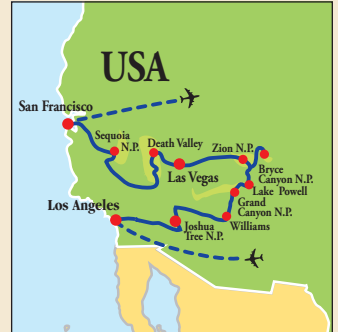 USA
San Francisco
Sequoia
N.P.
Death Valley
Zion N.P.
Las Vegas
Bryce
Canyon N.P.
Lake Powell
Grand
Canyon N.P.
Los Angeles
Joshua
Tree N.P.
Williams